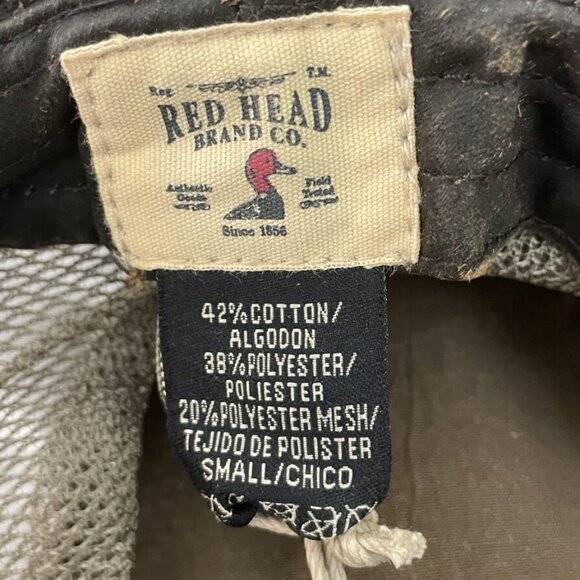 Reg T.M.
RED HEAD
BRAND CO.
Authentic Field
Goods Tested
Since 1856
42%COTTON/
ALGODON
38%POLYESTER/
POLIESTER
20%POLYESTER MESH/
TEJIDO DE POLISTER
SMALL/CHICO